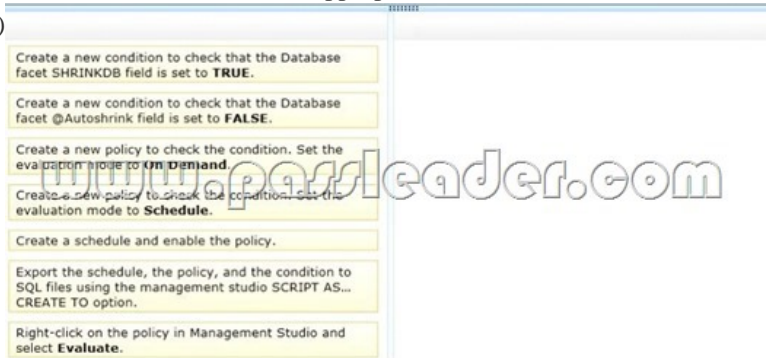 )
Create a new condition to check that the Database
facet SHRINKDB field is set to TRUE.
Create a new condition to check that the Database
facet @Autoshrink field is set to FALSE.
Create a new policy to check the condition. Set the
evaluation mode to On Demand.
www.passleader.com
Create a new policy to check the condition. Set the
evaluation mode to Schedule.
Create a schedule and enable the policy.
Export the schedule, the policy, and the condition to
SQL files using the management studio SCRIPT AS...
CREATE TO option.
Right-click on the policy in Management Studio and
select Evaluate.